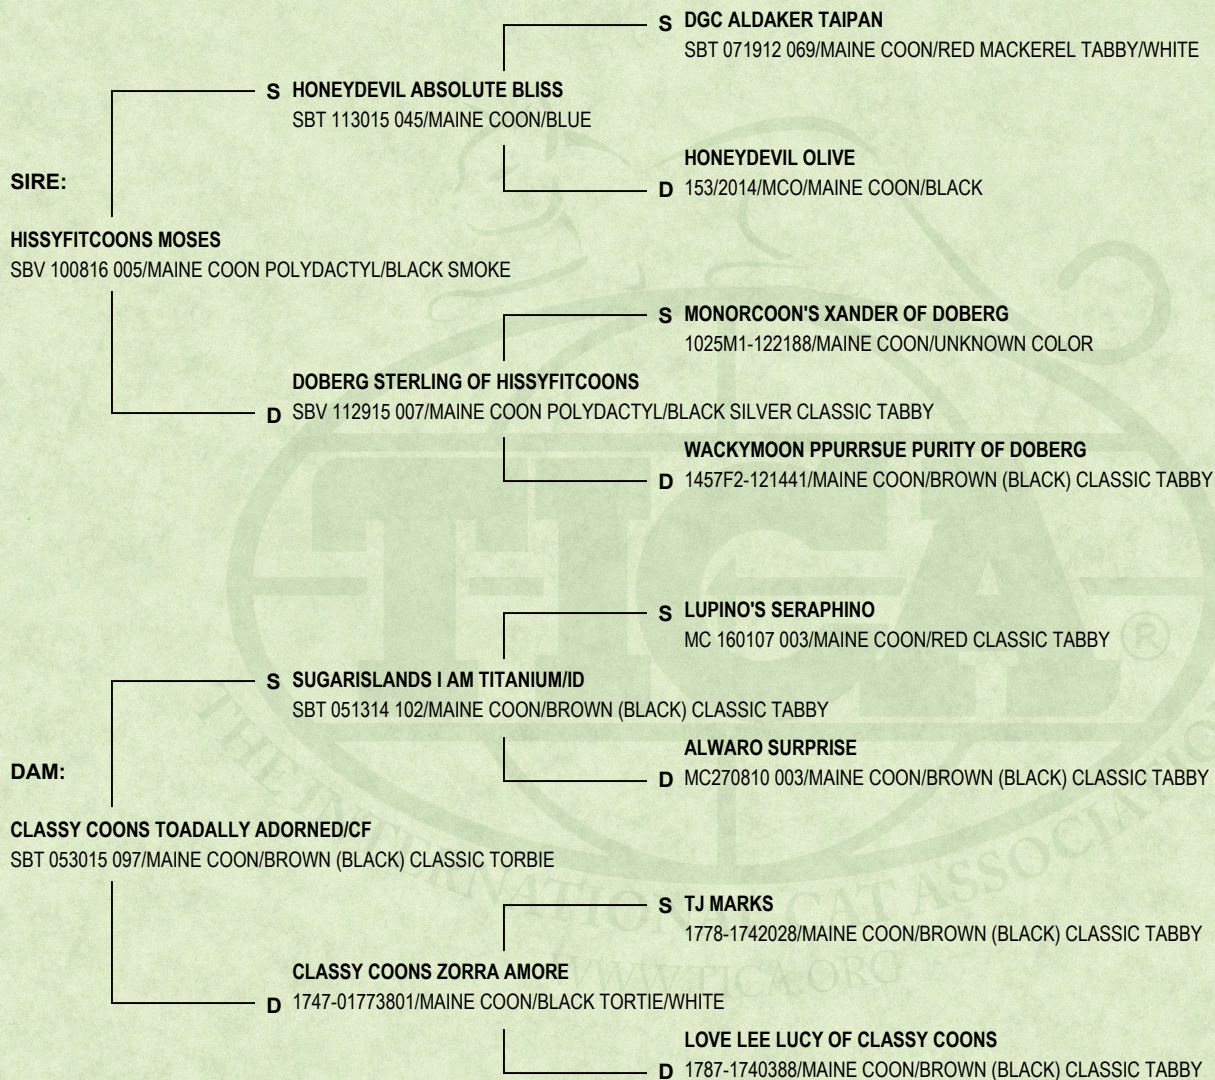 S DGC ALDAKER TAIPAN
SBT 071912 069/MAINE COON/RED MACKEREL TABBY/WHITE
S HONEYDEVIL ABSOLUTE BLISS
SBT 113015 045/MAINE COON/BLUE
HONEYDEVIL OLIVE
D 153/2014/MCO/MAINE COON/BLACK
SIRE:
HISSYFITCOONS MOSES
SBV 100816 005/MAINE COON POLYDACTYL/BLACK SMOKE
S MONORCOON'S XANDER OF DOBERG
1025M1-122188/MAINE COON/UNKNOWN COLOR
DOBERG STERLING OF HISSYFITCOONS
D SBV 112915 007/MAINE COON POLYDACTYL/BLACK SILVER CLASSIC TABBY
WACKYMOON PPURRSUE PURITY OF DOBERG
D 1457F2-121441/MAINE COON/BROWN (BLACK) CLASSIC TABBY
TICA ®
S LUPINO'S SERAPHINO
MC 160107 003/MAINE COON/RED CLASSIC TABBY
S SUGARISLANDS I AM TITANIUM/ID
SBT 051314 102/MAINE COON/BROWN (BLACK) CLASSIC TABBY
ALWARO SURPRISE
D MC270810 003/MAINE COON/BROWN (BLACK) CLASSIC TABBY
DAM:
CLASSY COONS TOADALLY ADORNED/CF
SBT 053015 097/MAINE COON/BROWN (BLACK) CLASSIC TORBIE
S TJ MARKS
1778-1742028/MAINE COON/BROWN (BLACK) CLASSIC TABBY
CLASSY COONS ZORRA AMORE
D 1747-01773801/MAINE COON/BLACK TORTIE/WHITE
LOVE LEE LUCY OF CLASSY COONS
D 1787-1740388/MAINE COON/BROWN (BLACK) CLASSIC TABBY
THE INTERNATIONAL CAT ASSOCIATIO
WWW.TICA.ORG